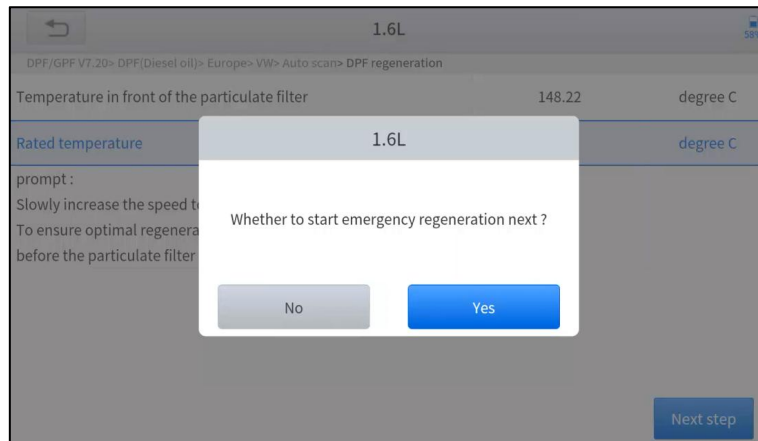 1.6L
58%
DPF/GPF V7.20> DPF(Diesel oil)> Europe> VW> Auto scan> DPF regeneration
Temperature in front of the particulate filter 148.22 degree C
Rated temperature degree C
prompt :
Slowly increase the speed
To ensure optimal
before the particulate filter
1.6L
Whether to start emergency regeneration next ?
No Yes
Next step